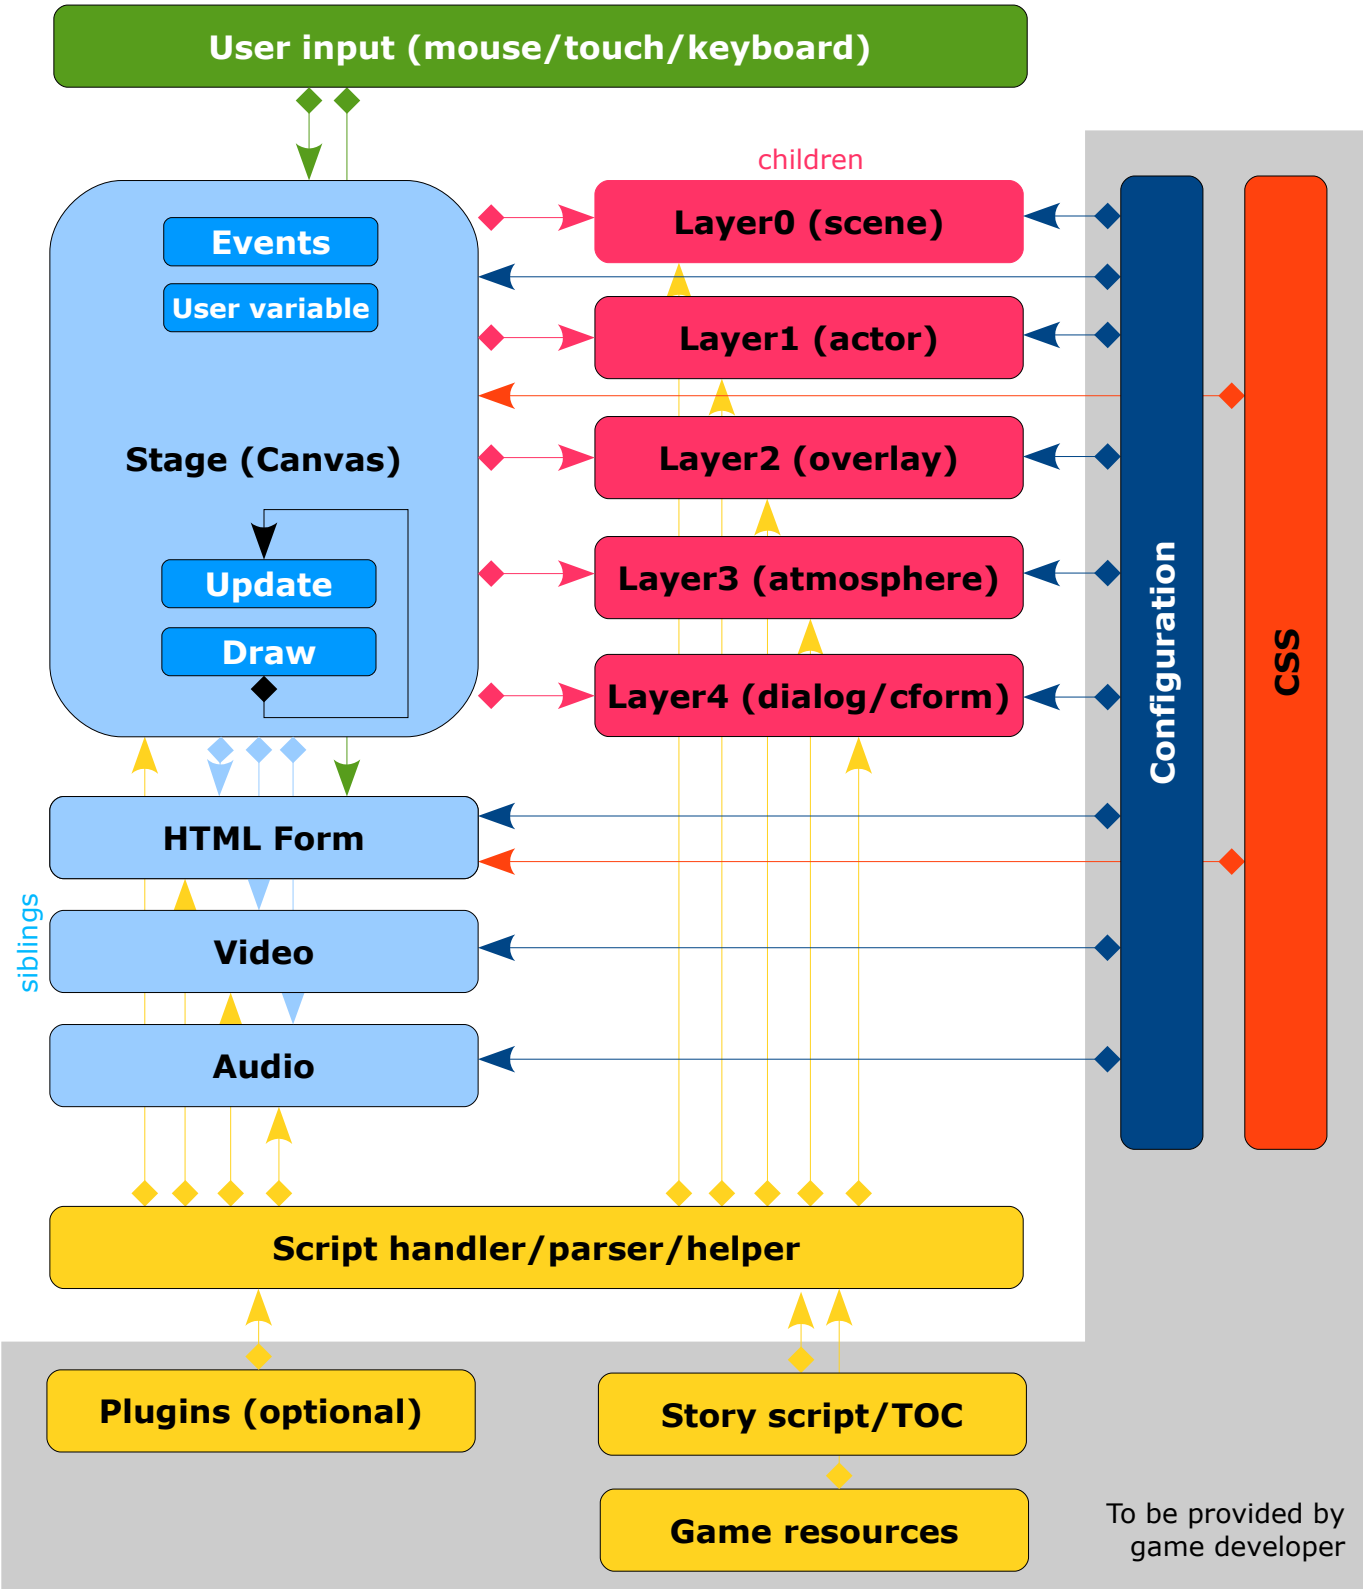 User input (mouse/touch/keyboard)
children
Events
User variable
Stage (Canvas)
Update
Draw
Layer0 (scene)
Layer1 (actor)
Layer2 (overlay)
Layer3 (atmosphere)
Layer4 (dialog/cform)
Configuration
CSS
siblings
HTML Form
Video
Audio
Script handler/parser/helper
Plugins (optional)
Story script/TOC
Game resources
To be provided by
game developer